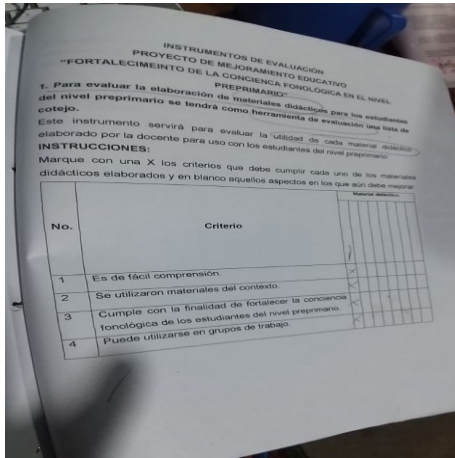 INSTRUMENTOS DE EVALUACIÓN
PROYECTO DE MEJORAMIENTO EDUCATIVO
"FORTALECIMEINTO DE LA CONCIENCA FONOLÓGICA EN EL NIVEL
PREPRIMARIO"
1. Para evaluar la elaboración de materiales didácticos para los estudiantes
del nivel preprimario se tendrá como herramienta de evaluación una lista de
cotejo.
Este instrumento servirá para evaluar la utilidad de cada material didáctico
elaborado por la docente para uso con los estudiantes del nivel preprimario.
INSTRUCCIONES:
Marque con una X los criterios que debe cumplir cada uno de los materiales
didácticos elaborados y en blanco aquellos aspectos en los que aún debe mejorar.
No. Criterio Material didáctico
1 Es de fácil comprensión. X
2 Se utilizaron materiales del contexto. X
3 Cumple con la finalidad de fortalecer la conciencia
fonológica de los estudiantes del nivel preprimario. X
4 Puede utilizarse en grupos de trabajo. X